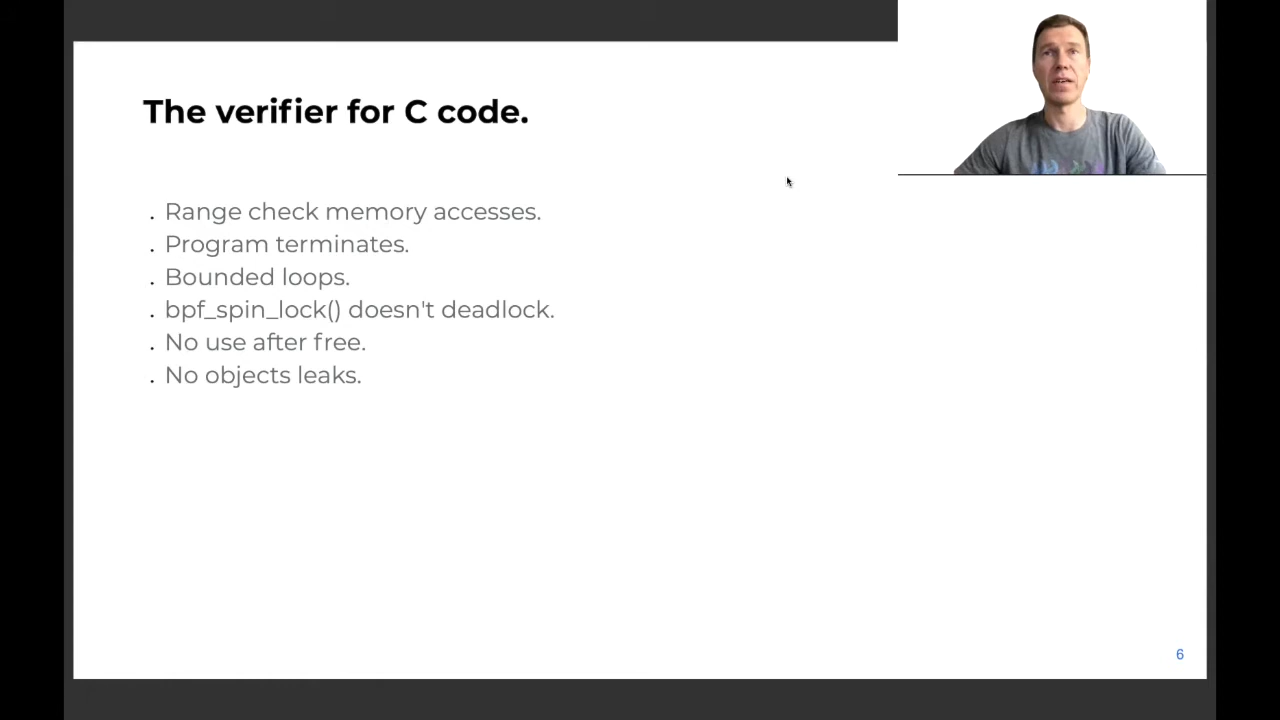 The verifier for C code.
. Range check memory accesses.
. Program terminates.
. Bounded loops.
. bpf_spin_lock() doesn't deadlock.
. No use after free.
. No objects leaks.
6